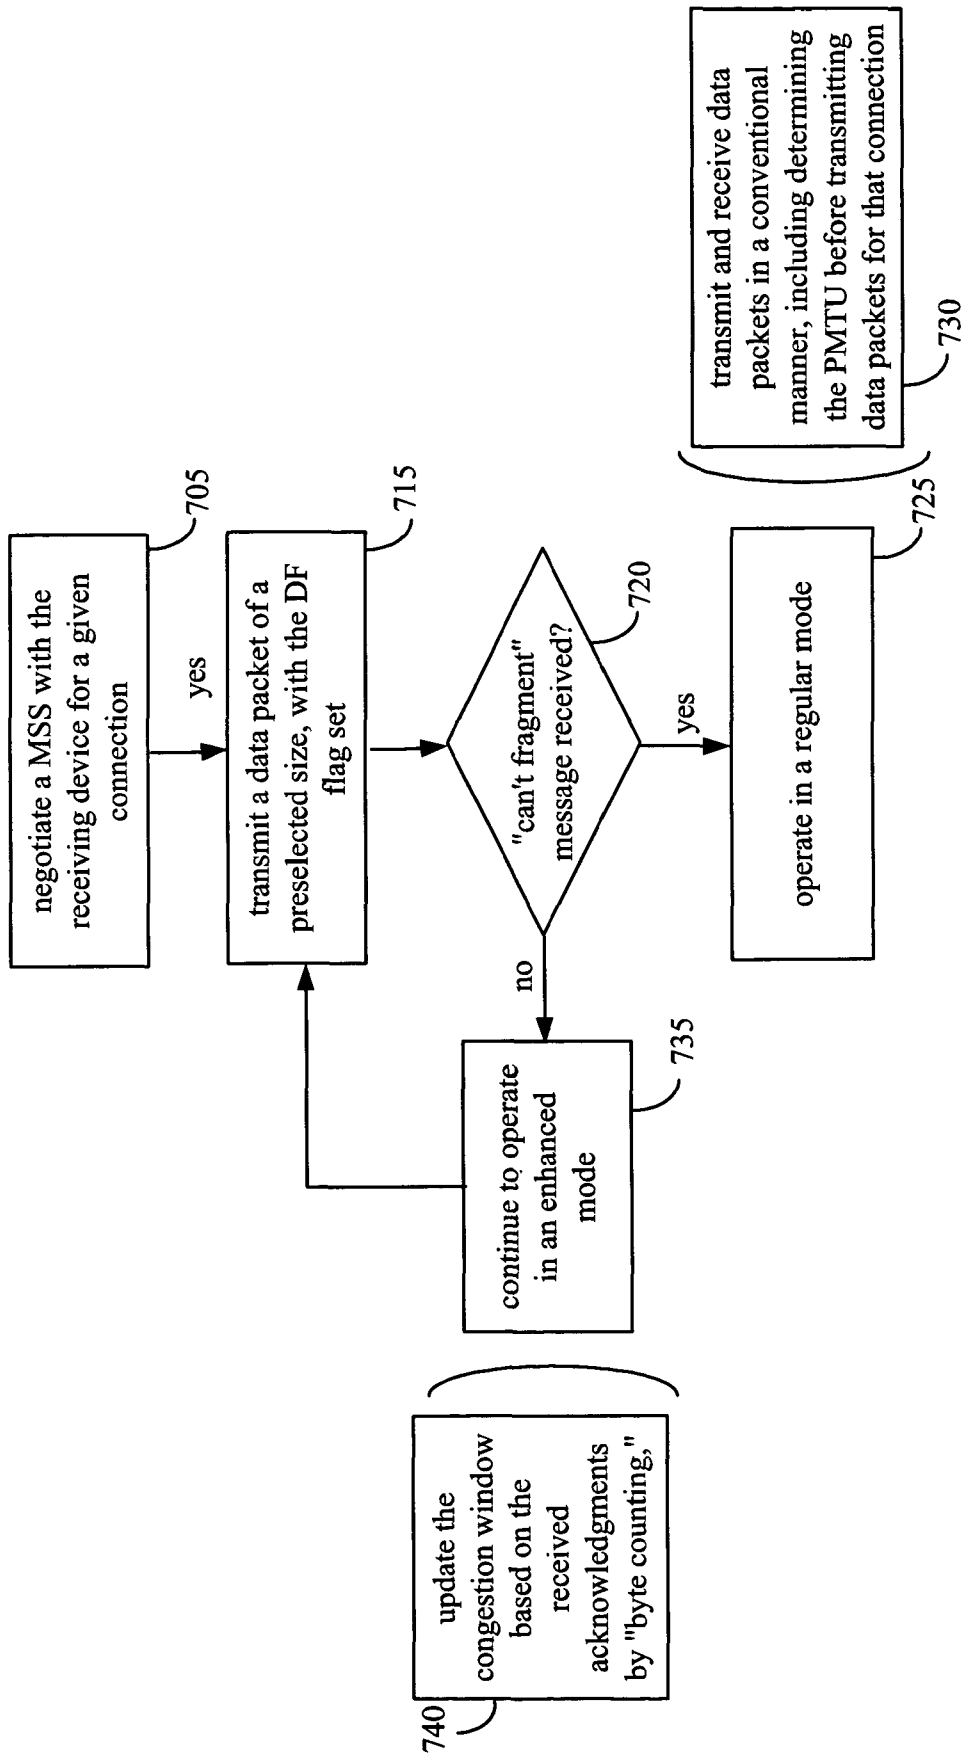 negotiate a MSS with the
receiving device for a given
connection
705
yes
transmit a data packet of a
preselected size, with the DF
flag set
715
"can't fragment"
message received?
720
no
yes
continue to operate
in an enhanced
mode
735
update the
congestion window
based on the
received
acknowledgments
by "byte counting,"
740
operate in a regular mode
725
transmit and receive data
packets in a conventional
manner, including determining
the PMTU before transmitting
data packets for that connection
730